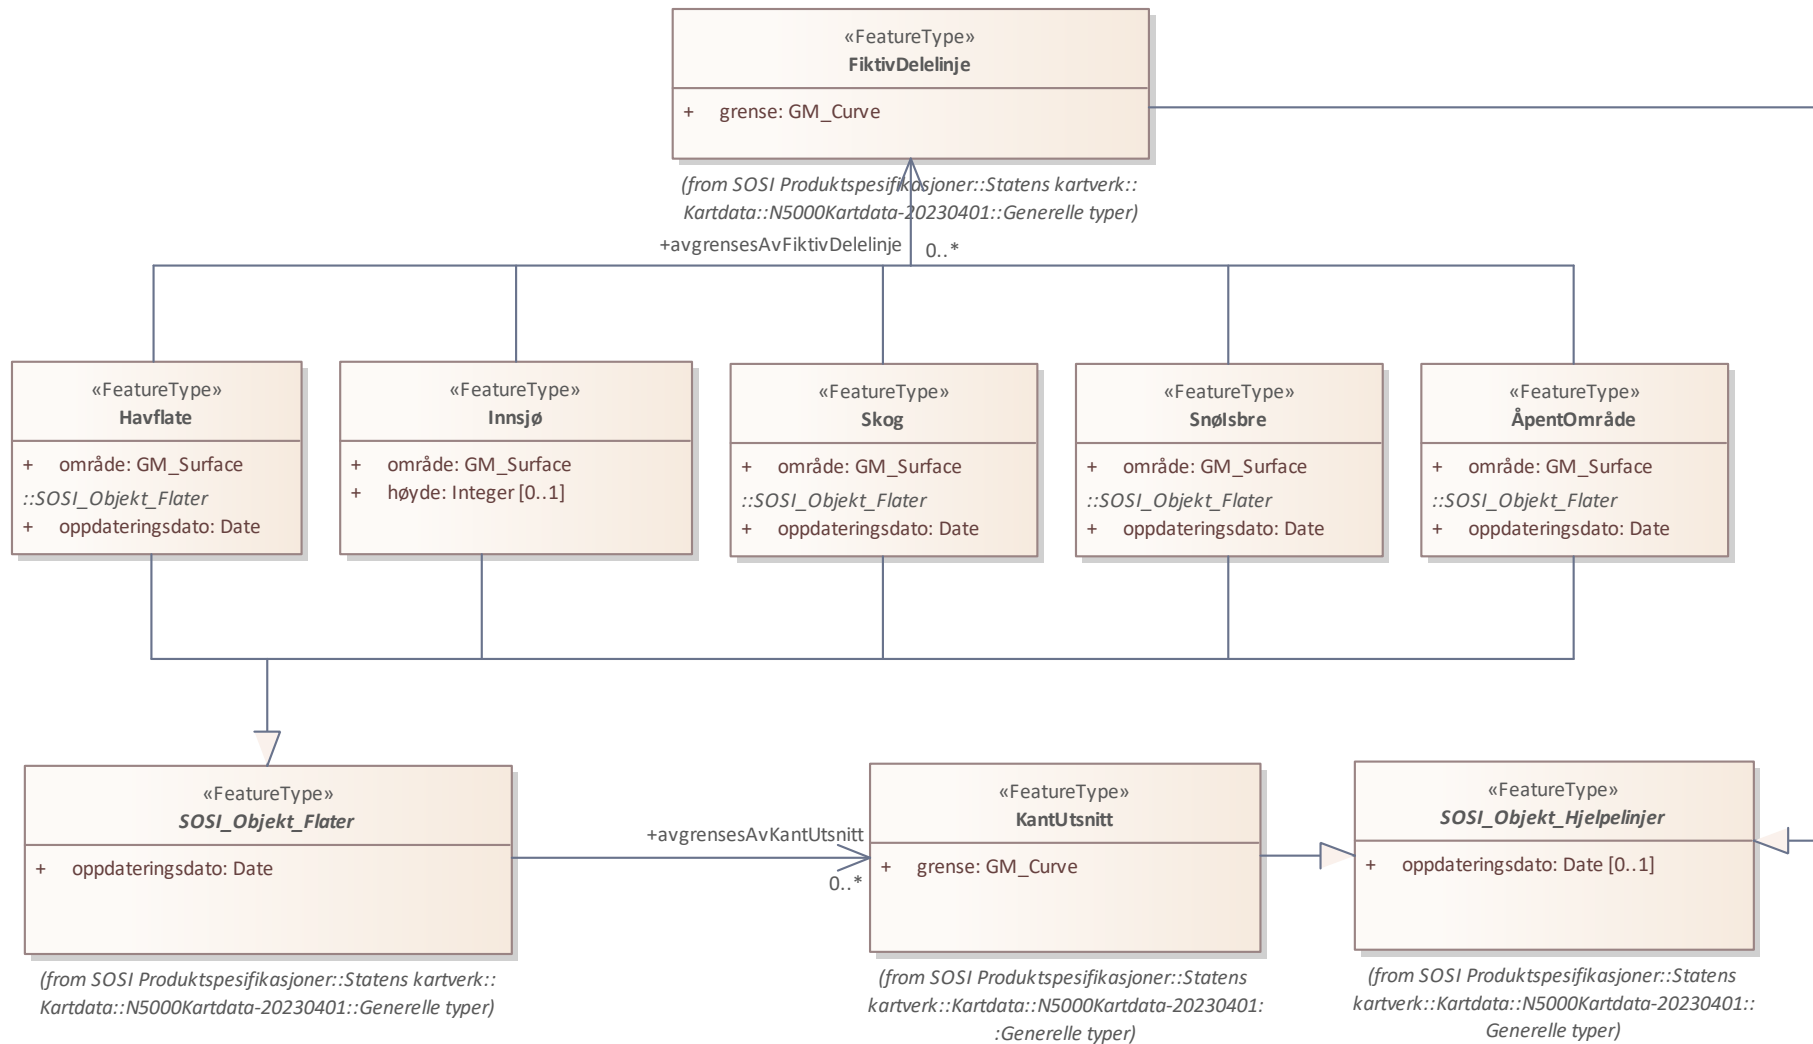 «FeatureType»
FiktivDelelinje
+ grense: GM_Curve
(from SOSI Produktspesifikasjoner::Statens kartverk::
Kartdata::N5000Kartdata-20230401::Generelle typer)
+avgrensesAvFiktivDelelinje
0..*
«FeatureType»
Havflate
+ område: GM_Surface
::SOSI_Objekt_Flater
+ oppdateringsdato: Date
«FeatureType»
Innsjø
+ område: GM_Surface
+ høyde: Integer [0..1]
«FeatureType»
Skog
+ område: GM_Surface
::SOSI_Objekt_Flater
+ oppdateringsdato: Date
«FeatureType»
SnøIsbre
+ område: GM_Surface
::SOSI_Objekt_Flater
+ oppdateringsdato: Date
«FeatureType»
ÅpentOmråde
+ område: GM_Surface
::SOSI_Objekt_Flater
+ oppdateringsdato: Date
«FeatureType»
SOSI_Objekt_Flater
+ oppdateringsdato: Date
(from SOSI Produktspesifikasjoner::Statens kartverk::
Kartdata::N5000Kartdata-20230401::Generelle typer)
+avgrensesAvKantUtsnitt
0..*
«FeatureType»
KantUtsnitt
+ grense: GM_Curve
(from SOSI Produktspesifikasjoner::Statens
kartverk::Kartdata::N5000Kartdata-20230401:
:Generelle typer)
«FeatureType»
SOSI_Objekt_Hjelpelinjer
+ oppdateringsdato: Date [0..1]
(from SOSI Produktspesifikasjoner::Statens
kartverk::Kartdata::N5000Kartdata-20230401::
Generelle typer)